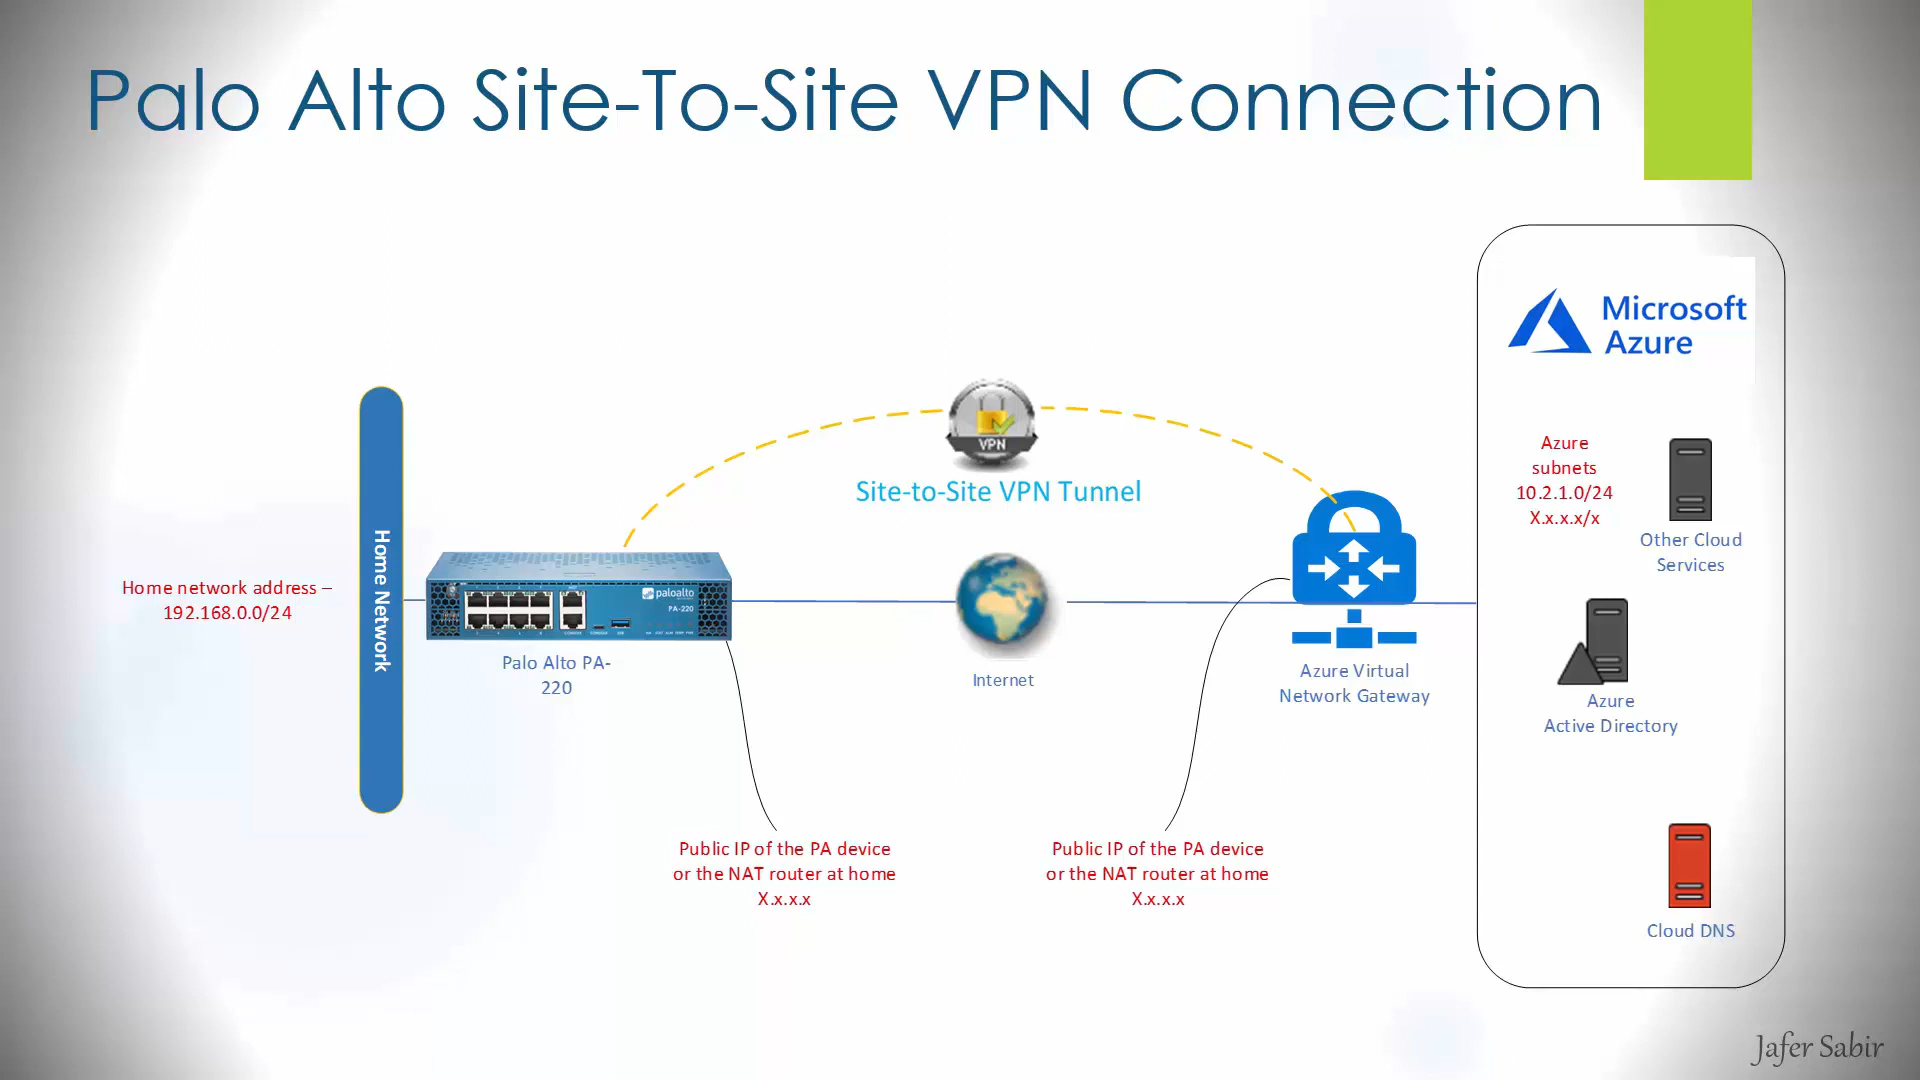 Palo Alto Site-To-Site VPN Connection
Microsoft
Azure
VPN
Site-to-Site VPN Tunnel
Azure
subnets
10.2.1.0/24
X.x.x.x/x
Other Cloud
Services
Home Network
Home network address –
192.168.0.0/24
paloalto
PA-220
Palo Alto PA-
220
Internet
Azure Virtual
Network Gateway
Azure
Active Directory
Public IP of the PA device
or the NAT router at home
X.x.x.x
Public IP of the PA device
or the NAT router at home
X.x.x.x
Cloud DNS
Jafer Sabir